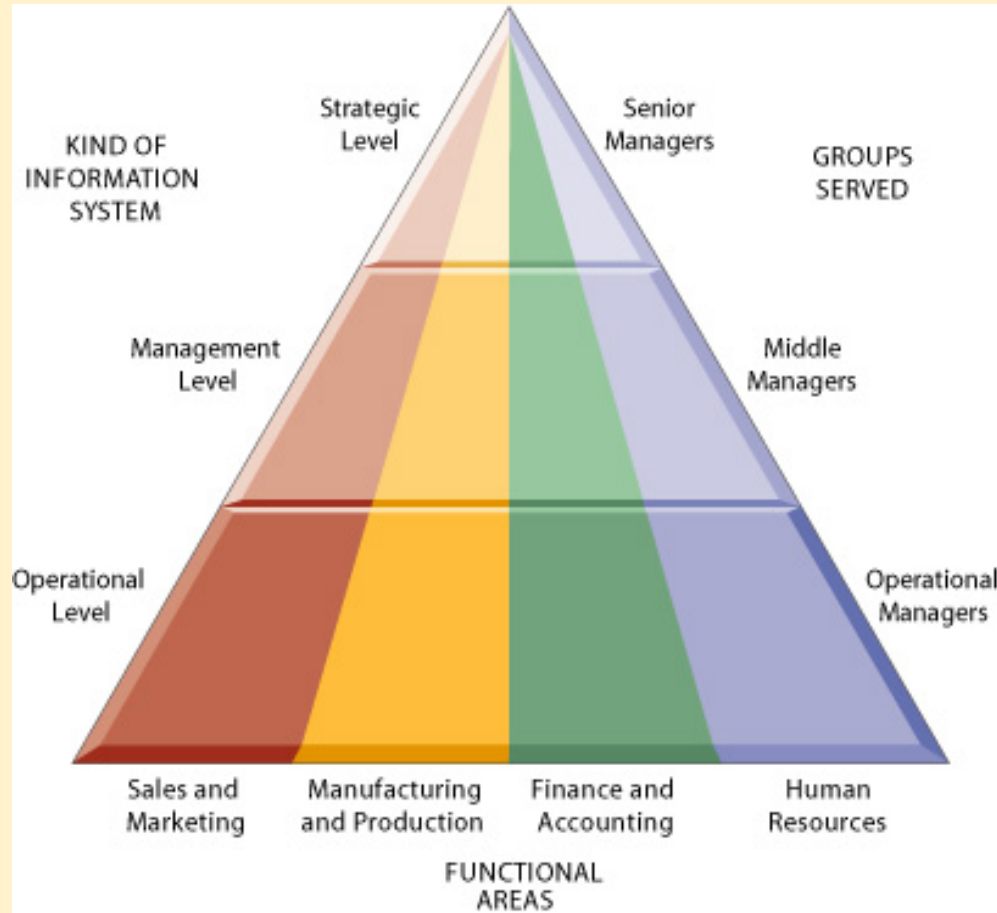 Strategic
Level
Senior
Managers
KIND OF
INFORMATION
SYSTEM
GROUPS
SERVED
Management
Level
Middle
Managers
Operational
Level
Operational
Managers
Sales and
Marketing
Manufacturing
and Production
Finance and
Accounting
Human
Resources
FUNCTIONAL
AREAS